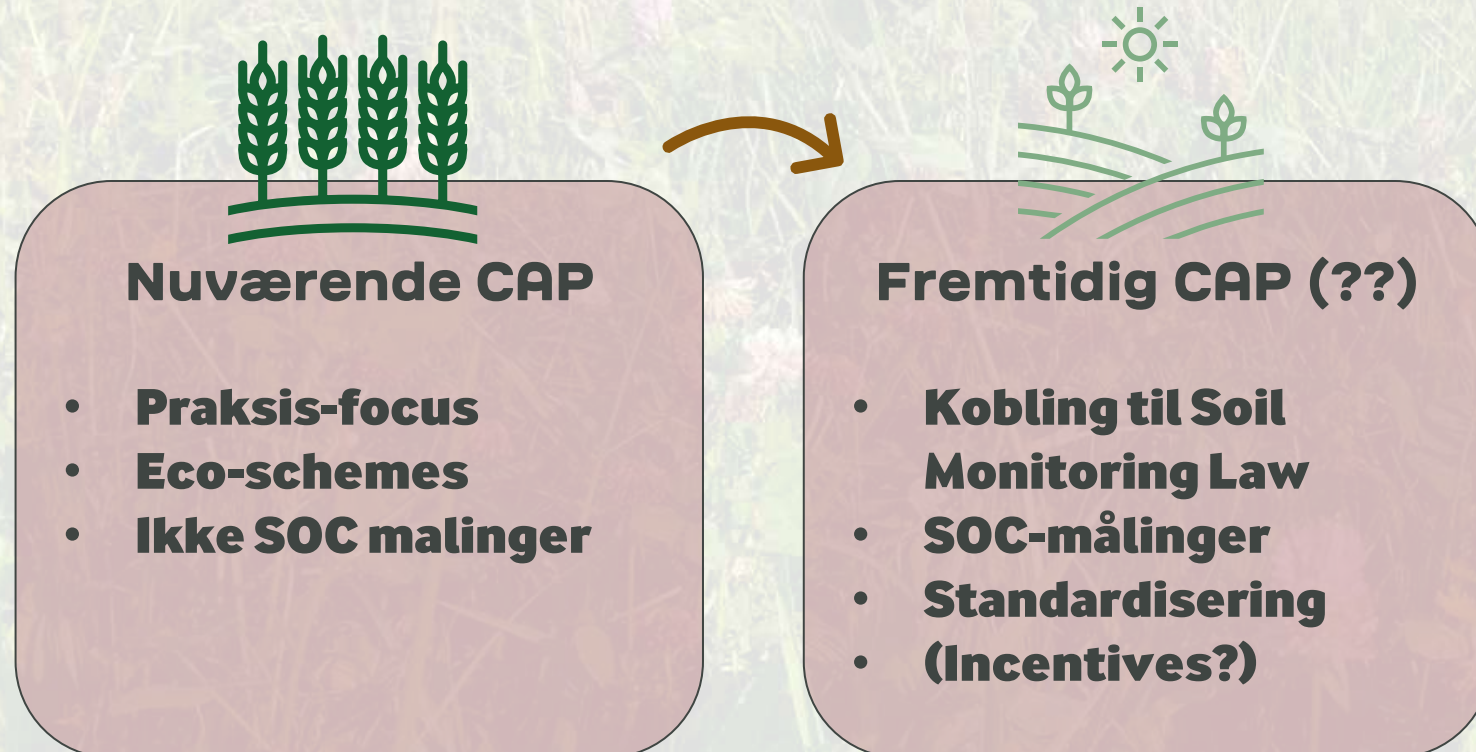 Nuværende CAP
• Praksis-focus
• Eco-schemes
• Ikke SOC malinger
Fremtidig CAP (??)
• Kobling til Soil
Monitoring Law
• SOC-målinger
• Standardisering
• (Incentives?)